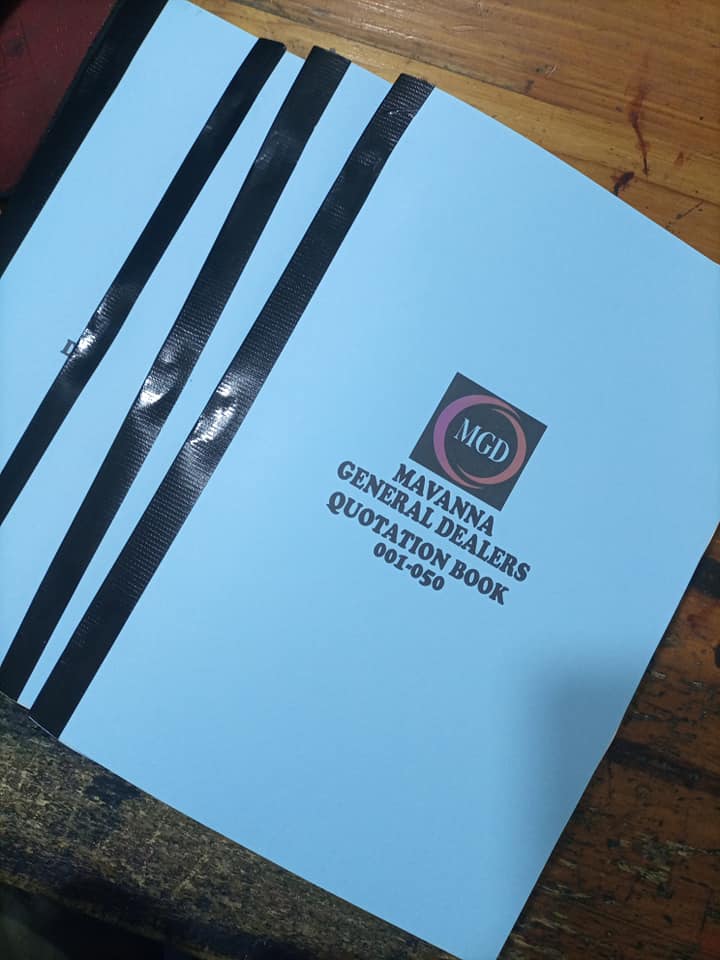 MGD
MAVANNA
GENERAL DEALERS
QUOTATION BOOK
001-050